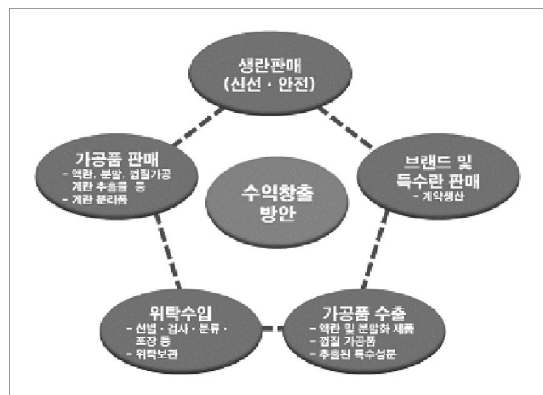 생란판매
(신선 · 안전)
가공품 판매
- 액란, 분말, 껍질가공
계란 추출물 등
- 계란 분리품
브랜드 및
특수란 판매
- 계약생산
수익창출
방안
위탁수입
- 선별 · 검사 · 분류 ·
포장 등
- 위탁보관
가공품 수출
- 액란 및 분말화 제품
- 껍질 가공품
- 추출된 특수성분